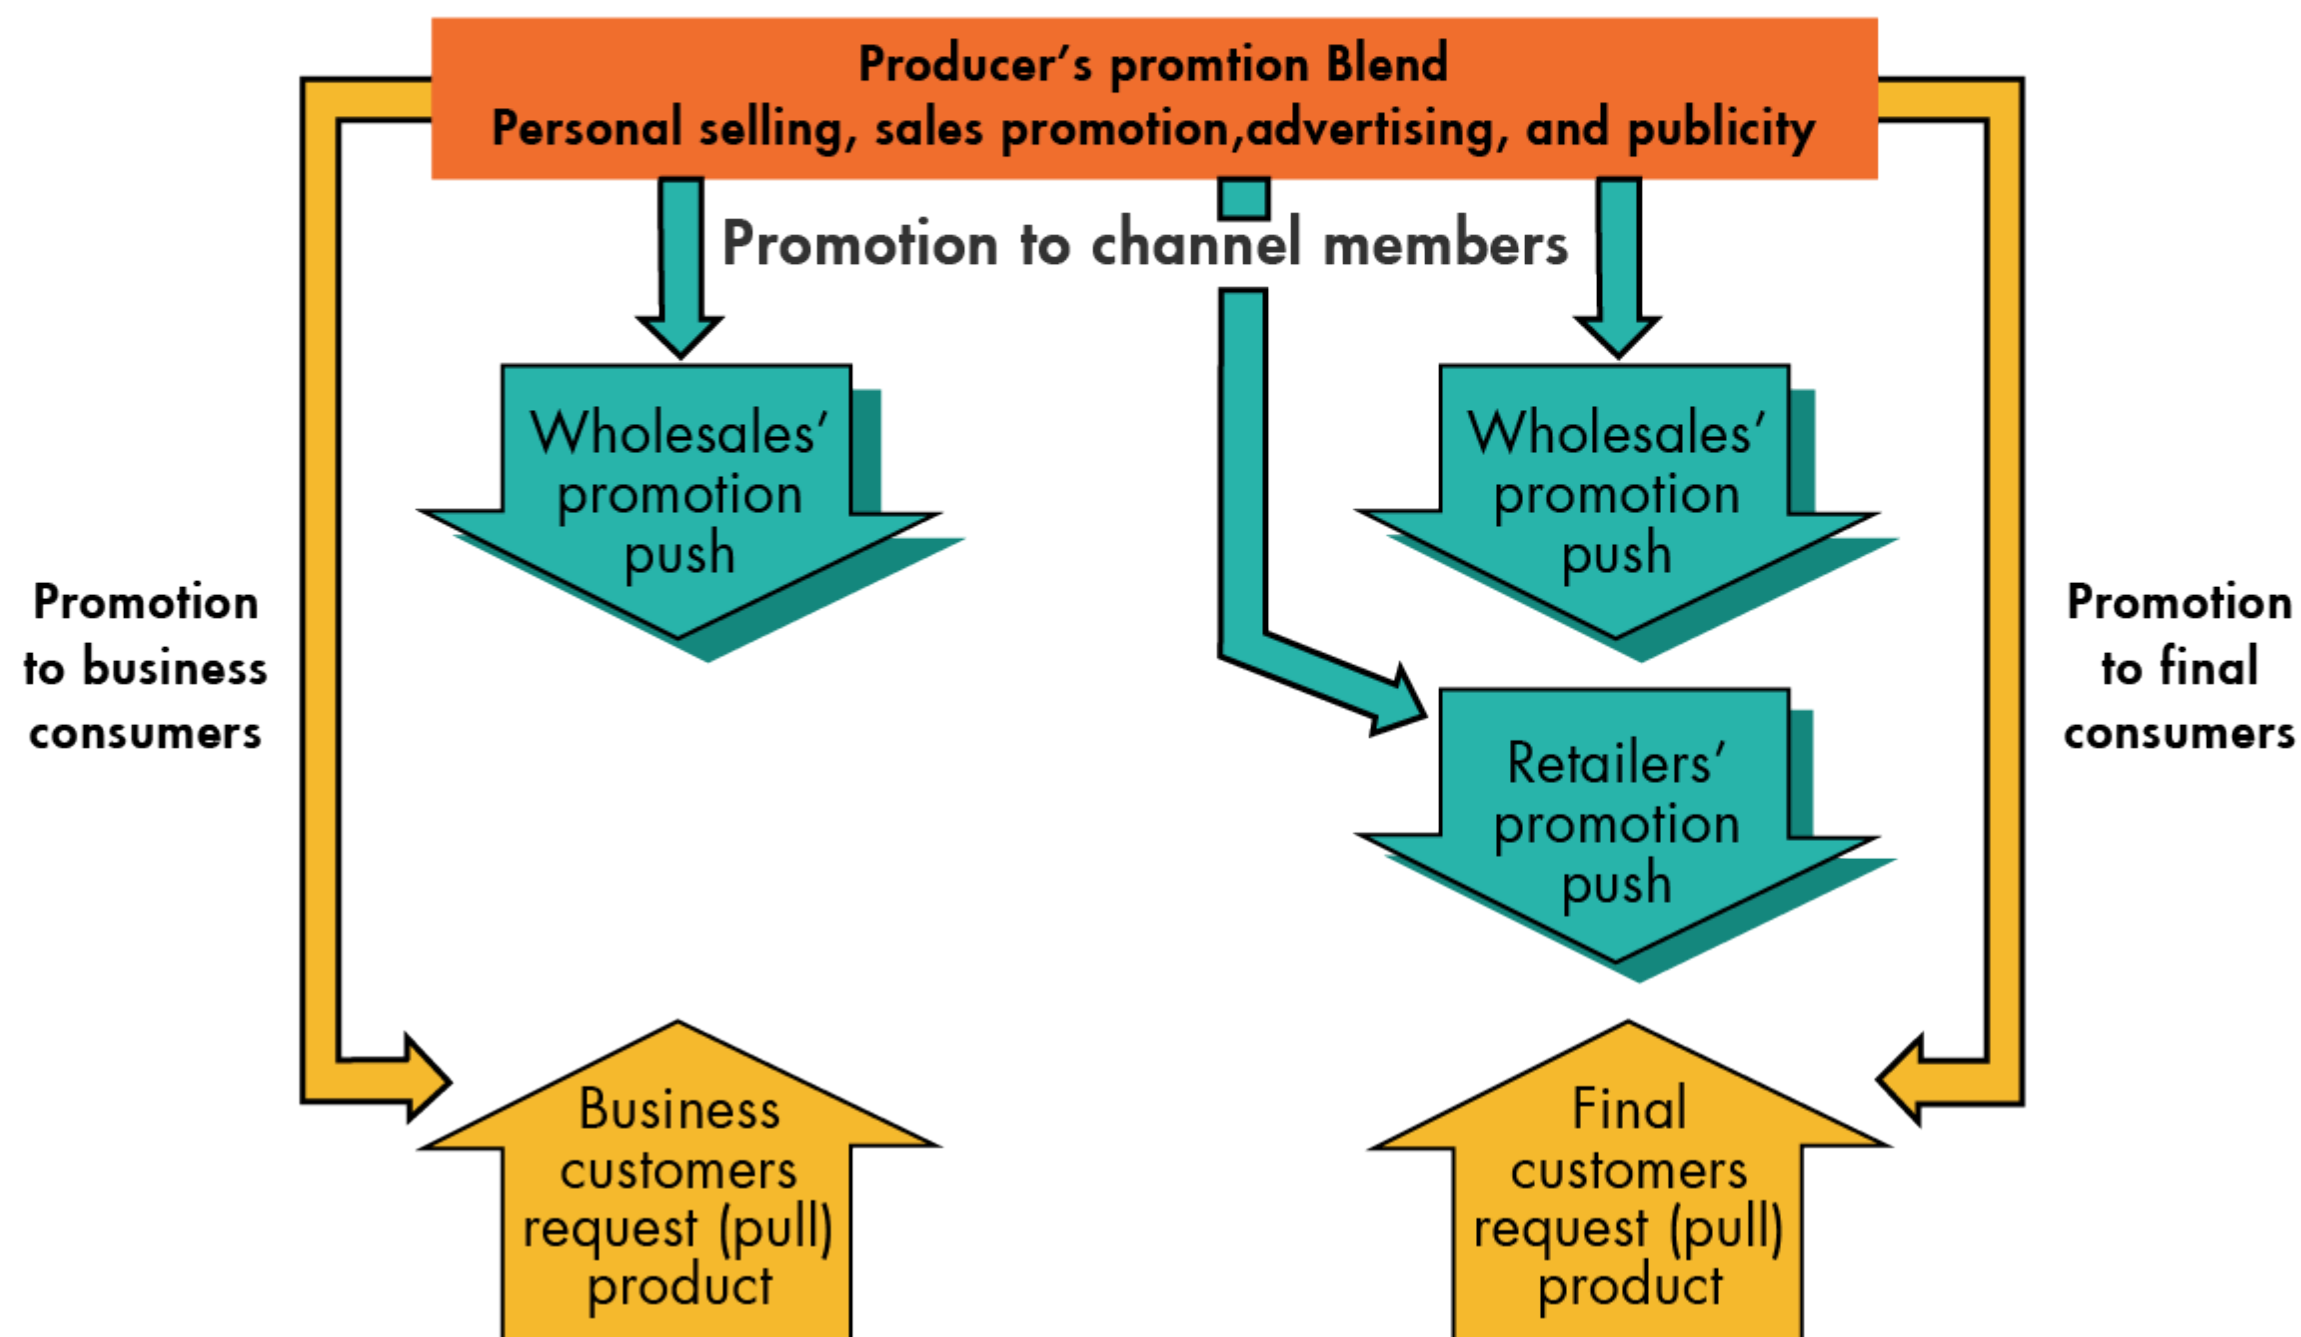 Producer's promtion Blend
Personal selling, sales promotion,advertising, and publicity
Promotion to channel members
Wholesales'
promotion
push
Wholesales'
promotion
push
Promotion
to business
consumers
Promotion
to final
consumers
Retailers'
promotion
push
Business
customers
request (pull)
product
Final
customers
request (pull)
product